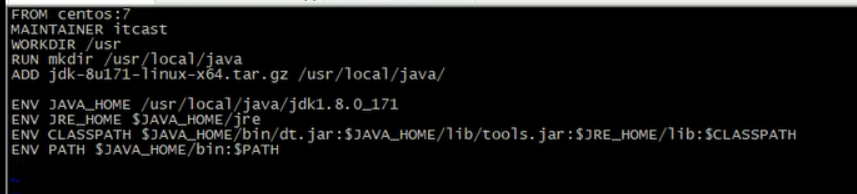 FROM centos:7
MAINTAINER itcast
WORKDIR /usr
RUN mkdir /usr/local/java
ADD jdk-8u171-linux-x64.tar.gz /usr/local/java/
ENV JAVA_HOME /usr/local/java/jdk1.8.0_171
ENV JRE_HOME $JAVA_HOME/jre
ENV CLASSPATH $JAVA_HOME/bin/dt.jar:$JAVA_HOME/lib/tools.jar:$JRE_HOME/lib:$CLASSPATH
ENV PATH $JAVA_HOME/bin:$PATH
~